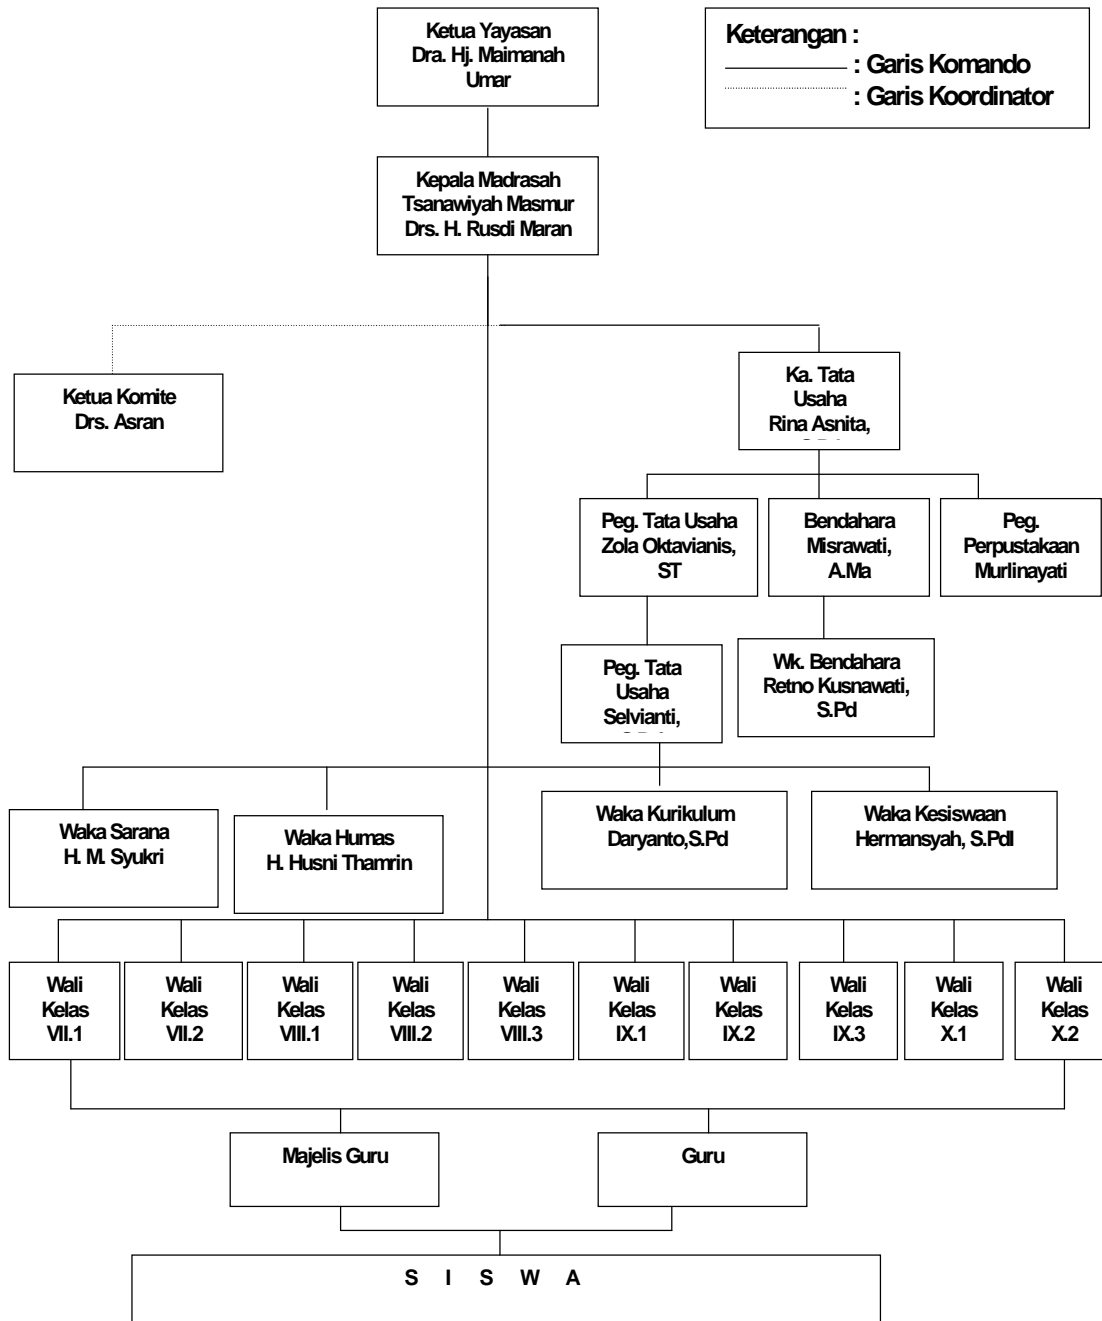 Ketua Yayasan
Dra. Hj. Maimanah
Umar
Keterangan :
: Garis Komando
: Garis Koordinator
Kepala Madrasah
Tsanawiyah Masmur
Drs. H. Rusdi Maran
Ketua Komite
Drs. Asran
Ka. Tata
Usaha
Rina Asnita,
Peg. Tata Usaha
Zola Oktavianis,
ST
Bendahara
Misrawati,
A.Ma
Peg.
Perpustakaan
Murlinayati
Peg. Tata
Usaha
Selvianti,
Wk. Bendahara
Retno Kusnawati,
S.Pd
Waka Sarana
H. M. Syukri
Waka Humas
H. Husni Thamrin
Waka Kurikulum
Daryanto,S.Pd
Waka Kesiswaan
Hermansyah, S.PdI
Wali
Kelas
VII.1
Wali
Kelas
VII.2
Wali
Kelas
VIII.1
Wali
Kelas
VIII.2
Wali
Kelas
VIII.3
Wali
Kelas
IX.1
Wali
Kelas
IX.2
Wali
Kelas
IX.3
Wali
Kelas
X.1
Wali
Kelas
X.2
Majelis Guru
Guru
S I S W A